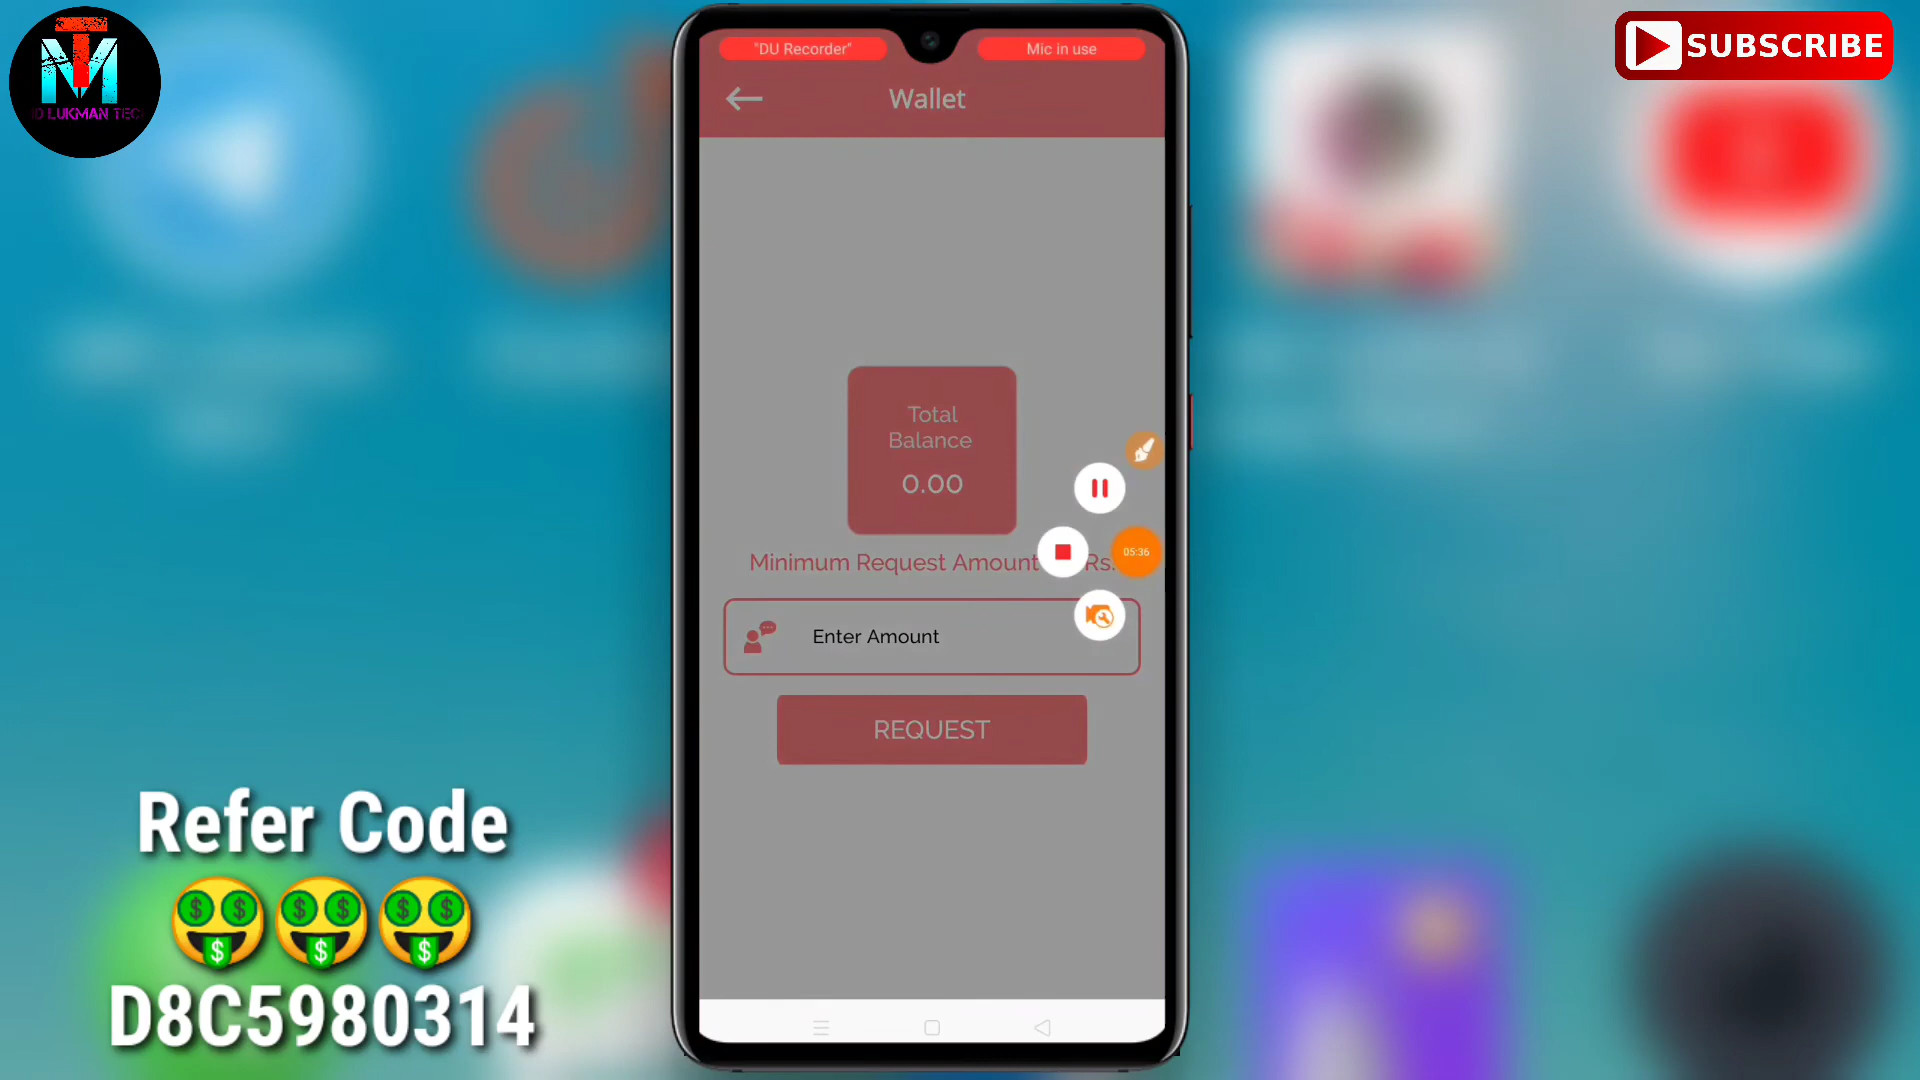 TM
LUKMAN TEC
SUBSCRIBE
"DU Recorder"
Mic in use
Wallet
Total
Balance
0.00
Minimum Request Amount Rs.
05:36
Enter Amount
REQUEST
Refer Code
🤑🤑🤑
D8C5980314